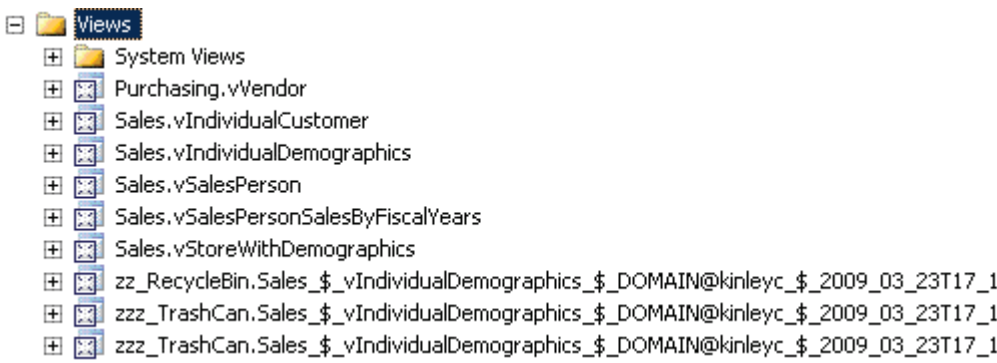 Views
System Views
Purchasing.vVendor
Sales.vIndividualCustomer
Sales.vIndividualDemographics
Sales.vSalesPerson
Sales.vSalesPersonSalesByFiscalYears
Sales.vStoreWithDemographics
zz_RecycleBin.Sales_$_vIndividualDemographics_$_DOMAIN@kinleyc_$_2009_03_23T17_1
zzz_TrashCan.Sales_$_vIndividualDemographics_$_DOMAIN@kinleyc_$_2009_03_23T17_1
zzz_TrashCan.Sales_$_vIndividualDemographics_$_DOMAIN@kinleyc_$_2009_03_23T17_1